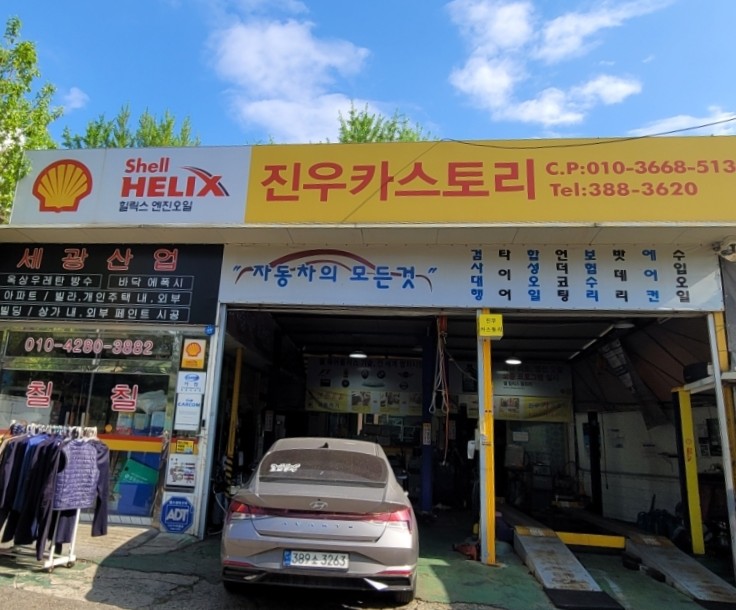 Shell
HELIX
힐릭스 엔진오일
진우카스토리
C.P:010-3668-513
Tel:388-3620
세광산업
옥상우레탄 방수
바닥 에폭시
아파트 / 빌라,개인주택 내, 외부
빌딩 / 상가 내,외부 페인트 시공
010-4280-3882
칠 칠
"자동차의 모든것"
검사대행
타이어
합성오일
언더코팅
보험수리
밧데리
에어컨
수입오일
진우
카스토리
CARCOM
ADT
389소 3263